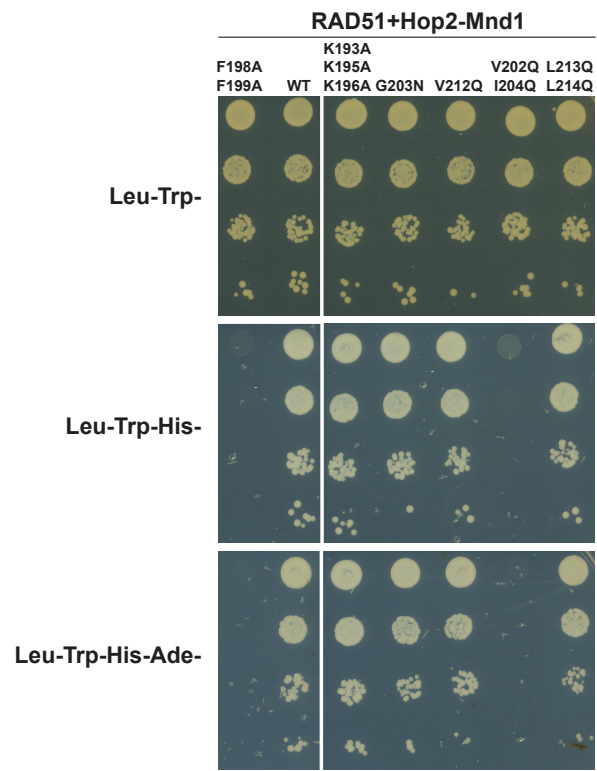 RAD51+Hop2-Mnd1
K193A
F198A K195A V202Q L213Q
F199A WT K196A G203N V212Q I204Q L214Q
Leu-Trp-
Leu-Trp-His-
Leu-Trp-His-Ade-